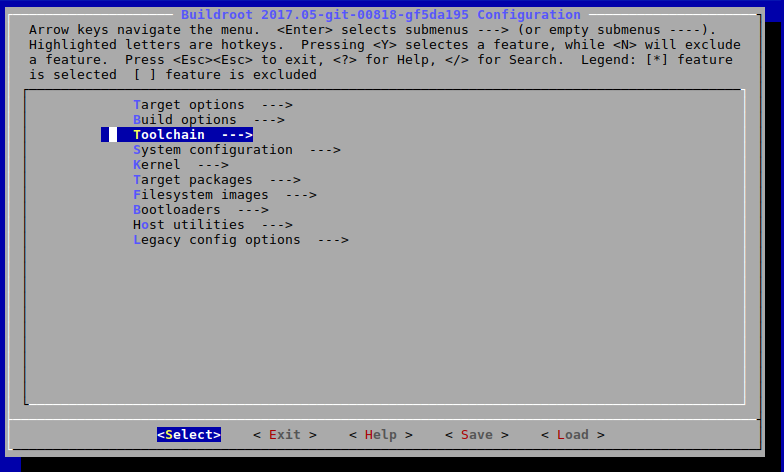 Buildroot 2017.05-git-00818-gf5da195 Configuration
Arrow keys navigate the menu.  <Enter> selects submenus ---> (or empty submenus ----).
Highlighted letters are hotkeys.  Pressing <Y> selectes a feature, while <N> will exclude
a feature.  Press <Esc><Esc> to exit, <?> for Help, </> for Search.  Legend: [*] feature
is selected  [ ] feature is excluded
Target options  --->
Build options  --->
Toolchain  --->
System configuration  --->
Kernel  --->
Target packages  --->
Filesystem images  --->
Bootloaders  --->
Host utilities  --->
Legacy config options  --->
<Select>    < Exit >    < Help >    < Save >    < Load >